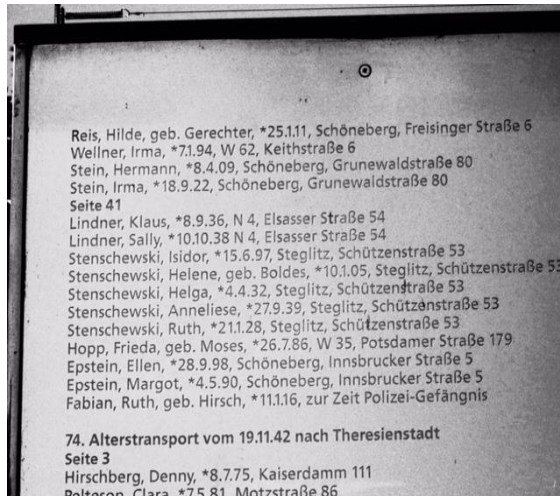 Reis, Hilde, geb. Gerechter, *25.1.11, Schöneberg, Freisinger Straße 6
Wellner, Irma, *7.1.94, W 62, Keithstraße 6
Stein, Hermann, *8.4.09, Schöneberg, Grunewaldstraße 80
Stein, Irma, *18.9.22, Schöneberg, Grunewaldstraße 80
Seite 41
Lindner, Klaus, *8.9.36, N 4, Elsasser Straße 54
Lindner, Sally, *10.10.38 N 4, Elsasser Straße 54
Stenschewski, Isidor, *15.6.97, Steglitz, Schützenstraße 53
Stenschewski, Helene, geb. Boldes, *10.1.05, Steglitz, Schützenstraße 53
Stenschewski, Helga, *4.4.32, Steglitz, Schützenstraße 53
Stenschewski, Anneliese, *27.9.39, Steglitz, Schützenstraße 53
Stenschewski, Ruth, *21.1.28, Steglitz, Schützenstraße 53
Hopp, Frieda, geb. Moses, *26.7.86, W 35, Potsdamer Straße 179
Epstein, Ellen, *28.9.98, Schöneberg, Innsbrucker Straße 5
Epstein, Margot, *4.5.90, Schöneberg, Innsbrucker Straße 5
Fabian, Ruth, geb. Hirsch, *11.1.16, zur Zeit Polizei-Gefängnis
74. Alterstransport vom 19.11.42 nach Theresienstadt
Seite 3
Hirschberg, Denny, *8.7.75, Kaiserdamm 111
Pelteson, Clara, *7.5.81, Motzstraße 86